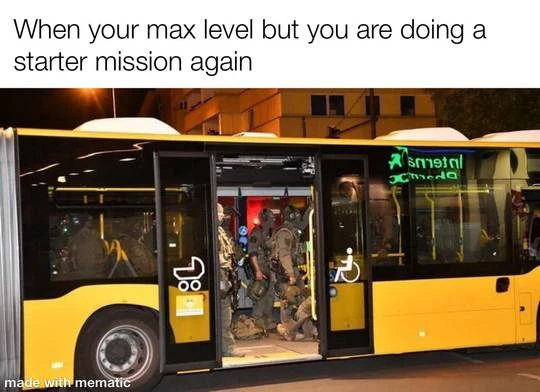 When your max level but you are doing a
starter mission again
made with mematic